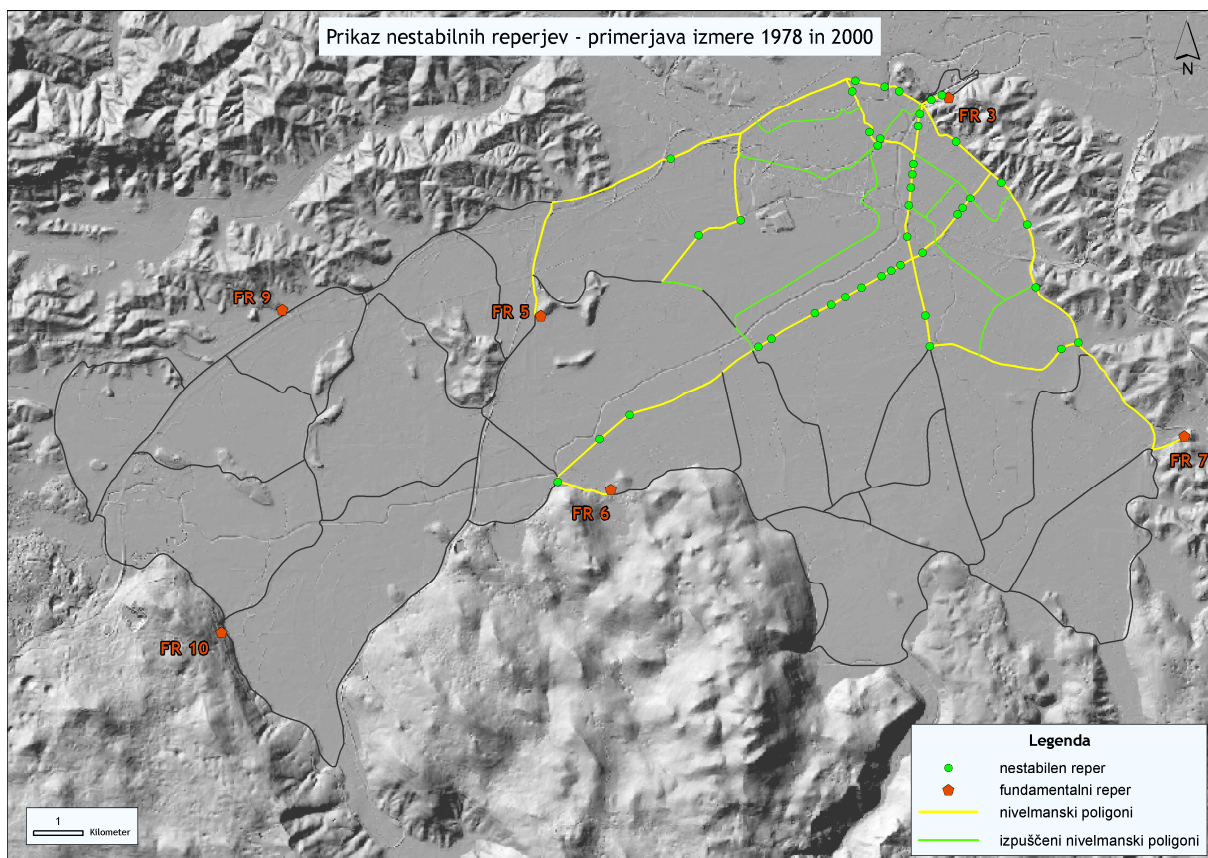 Prikaz nestabilnih reperjev - primerjava izmere 1978 in 2000
N
FR 3
FR 9
FR 5
FR 7
FR 6
FR 10
Legenda
nestabilen reper
fundamentalni reper
nivelmanski poligoni
izpuščeni nivelmanski poligoni
1
Kilometer